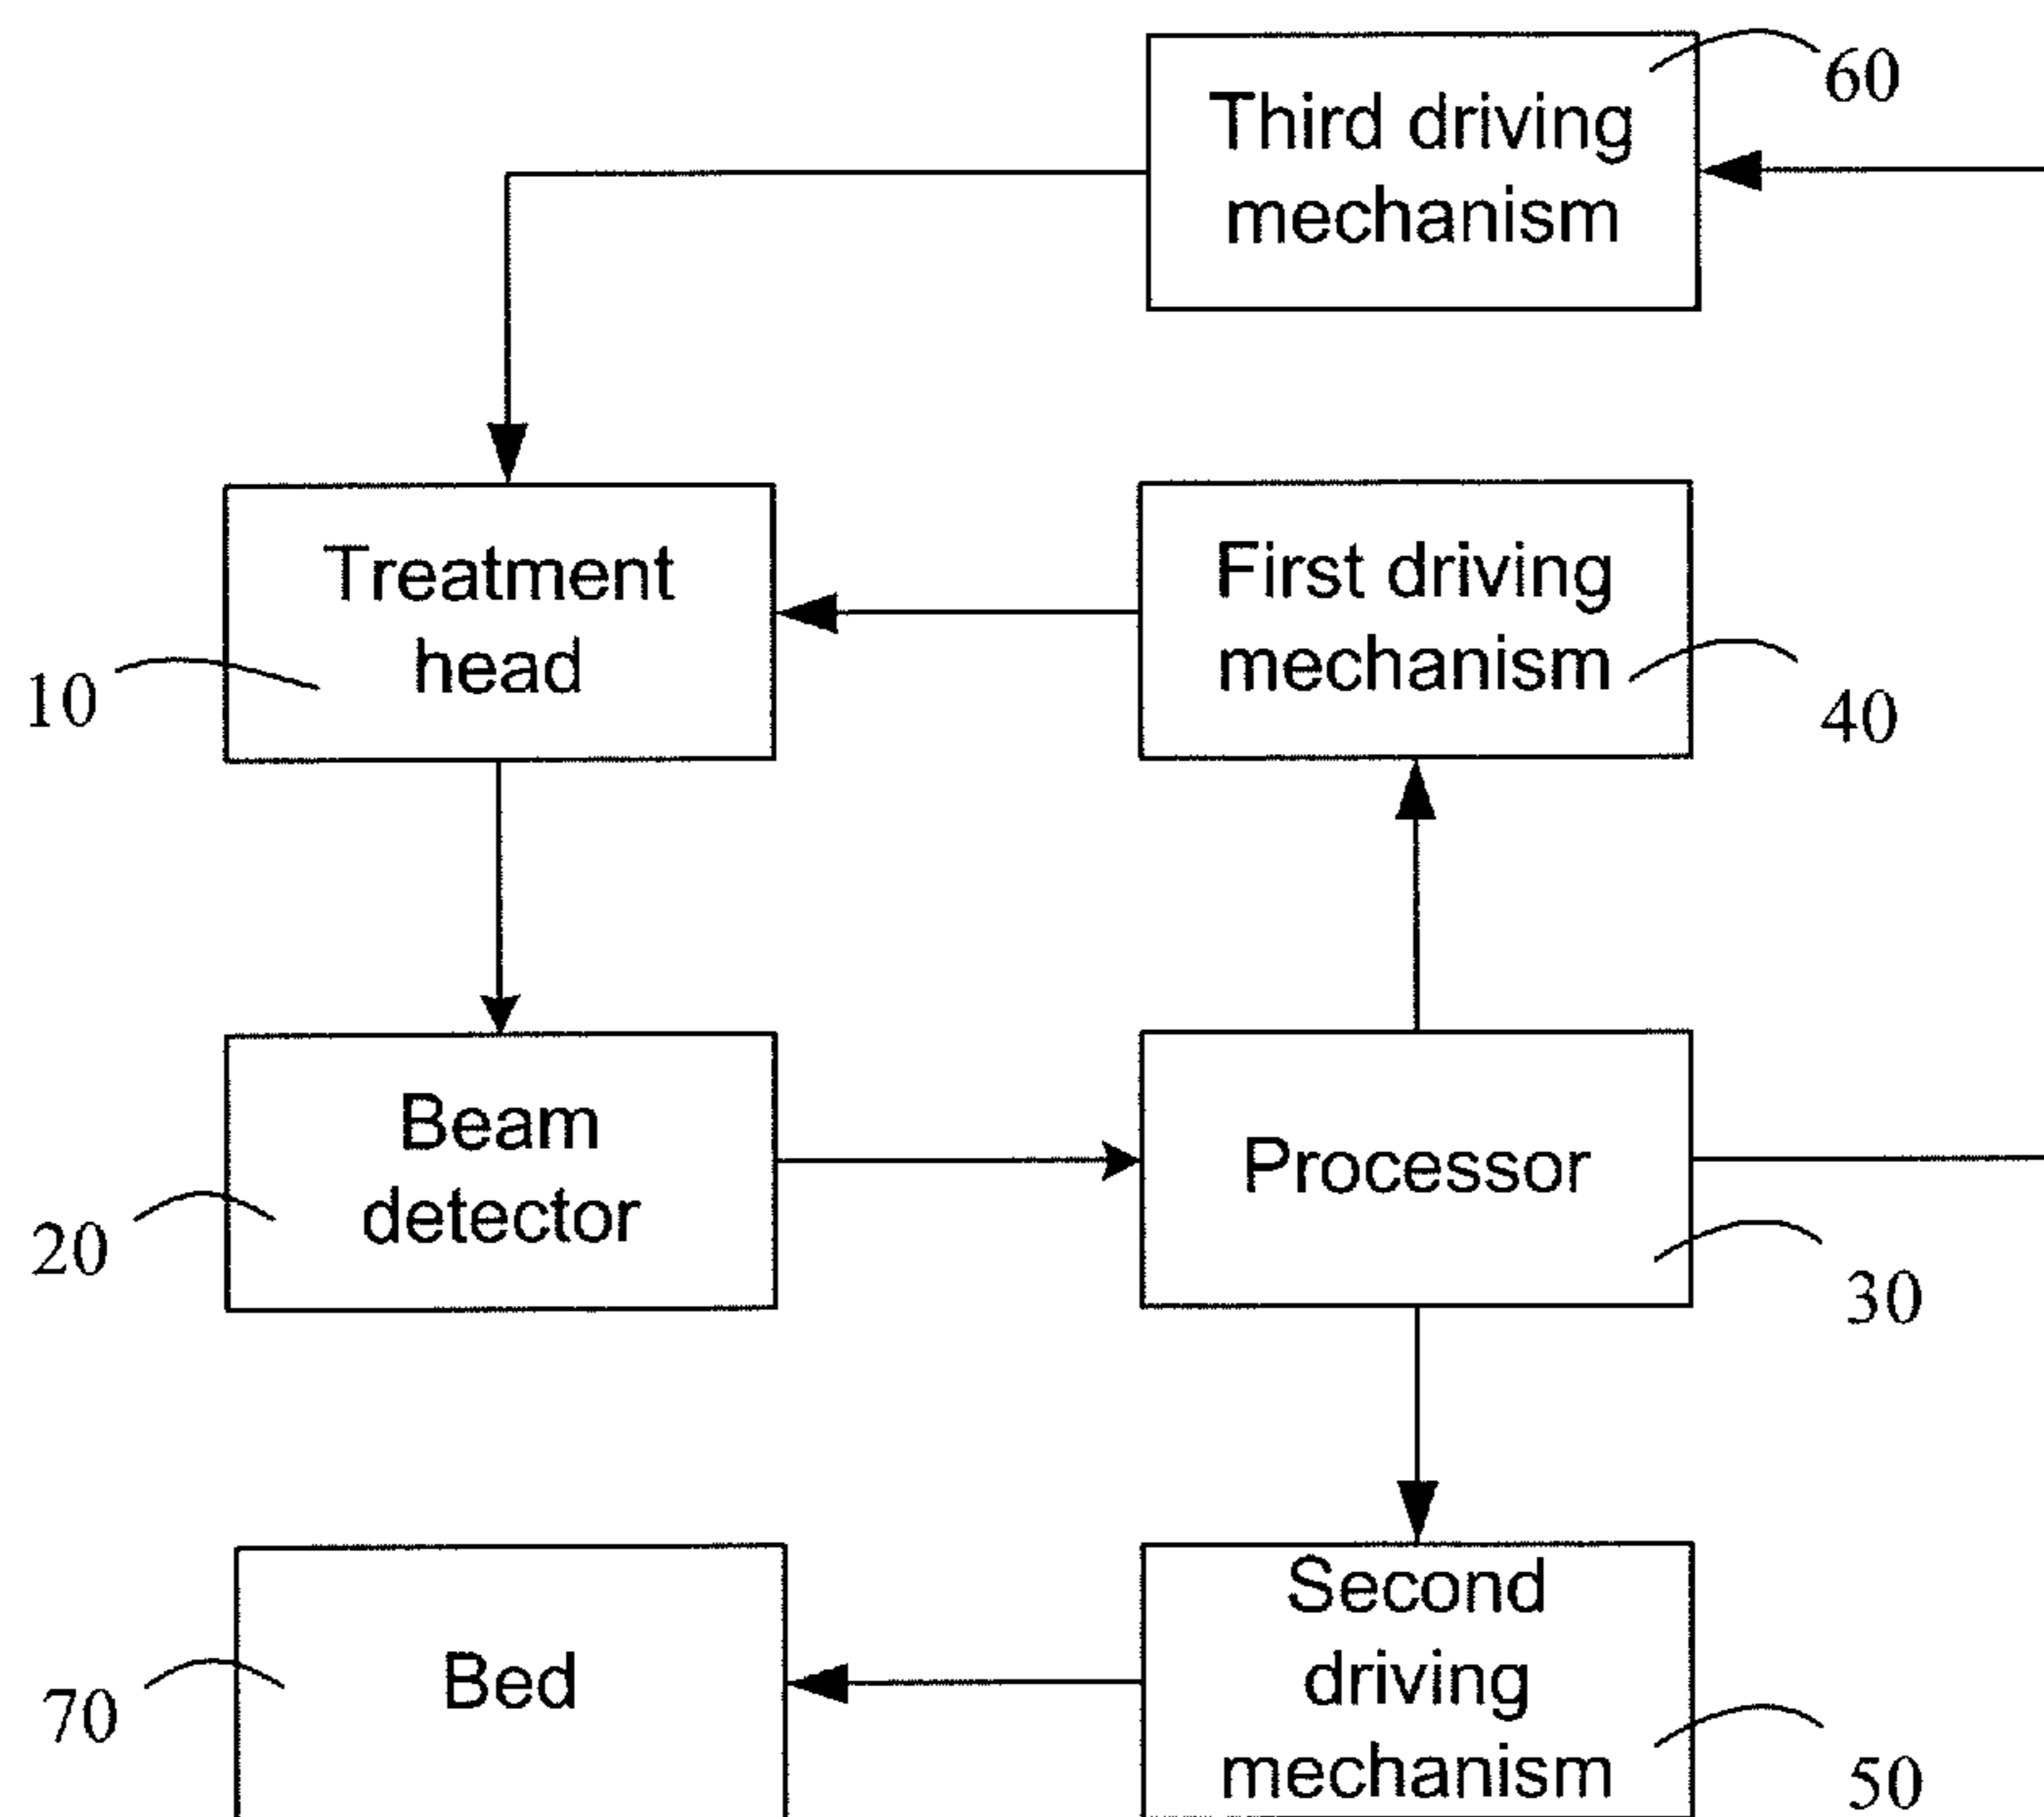 60
Third driving
mechanism
Treatment
head
10
First driving
mechanism
40
Beam
detector
20
Processor
30
Bed
70
Second
driving
mechanism
50